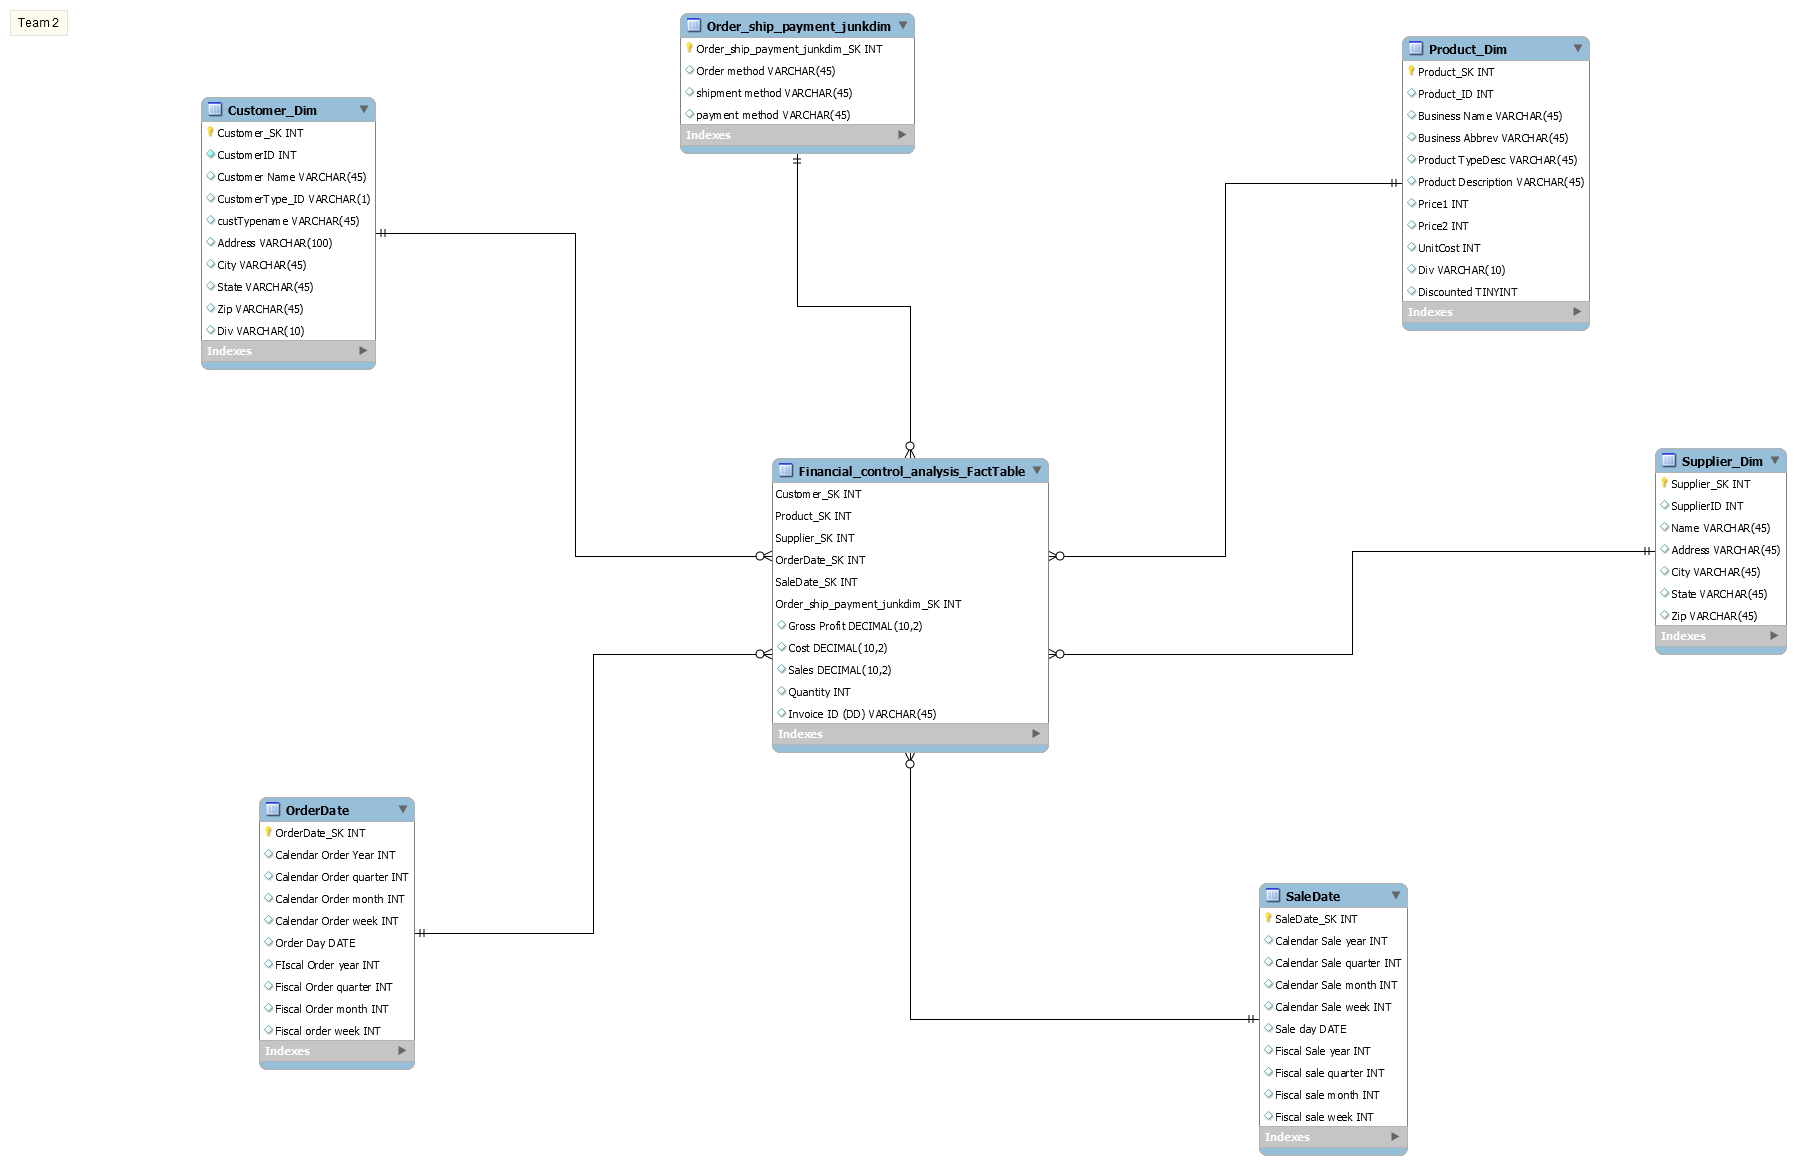 Team 2
Order_ship_payment_junkdim
Order_ship_payment_junkdim_SK INT
Order method VARCHAR(45)
shipment method VARCHAR(45)
payment method VARCHAR(45)
Indexes
Product_Dim
Product_SK INT
Product_ID INT
Business Name VARCHAR(45)
Business Abbrev VARCHAR(45)
Product TypeDesc VARCHAR(45)
Product Description VARCHAR(45)
Price1 INT
Price2 INT
UnitCost INT
Div VARCHAR(10)
Discounted TINYINT
Indexes
Customer_Dim
Customer_SK INT
CustomerID INT
Customer Name VARCHAR(45)
CustomerType_ID VARCHAR(1)
custTypename VARCHAR(45)
Address VARCHAR(100)
City VARCHAR(45)
State VARCHAR(45)
Zip VARCHAR(45)
Div VARCHAR(10)
Indexes
Financial_control_analysis_FactTable
Customer_SK INT
Product_SK INT
Supplier_SK INT
OrderDate_SK INT
SaleDate_SK INT
Order_ship_payment_junkdim_SK INT
Gross Profit DECIMAL(10,2)
Cost DECIMAL(10,2)
Sales DECIMAL(10,2)
Quantity INT
Invoice ID (DD) VARCHAR(45)
Indexes
Supplier_Dim
Supplier_SK INT
SupplierID INT
Name VARCHAR(45)
Address VARCHAR(45)
City VARCHAR(45)
State VARCHAR(45)
Zip VARCHAR(45)
Indexes
OrderDate
OrderDate_SK INT
Calendar Order Year INT
Calendar Order quarter INT
Calendar Order month INT
Calendar Order week INT
Order Day DATE
FIscal Order year INT
Fiscal Order quarter INT
Fiscal Order month INT
Fiscal order week INT
Indexes
SaleDate
SaleDate_SK INT
Calendar Sale year INT
Calendar Sale quarter INT
Calendar Sale month INT
Calendar Sale week INT
Sale day DATE
Fiscal Sale year INT
Fiscal sale quarter INT
Fiscal sale month INT
Fiscal sale week INT
Indexes